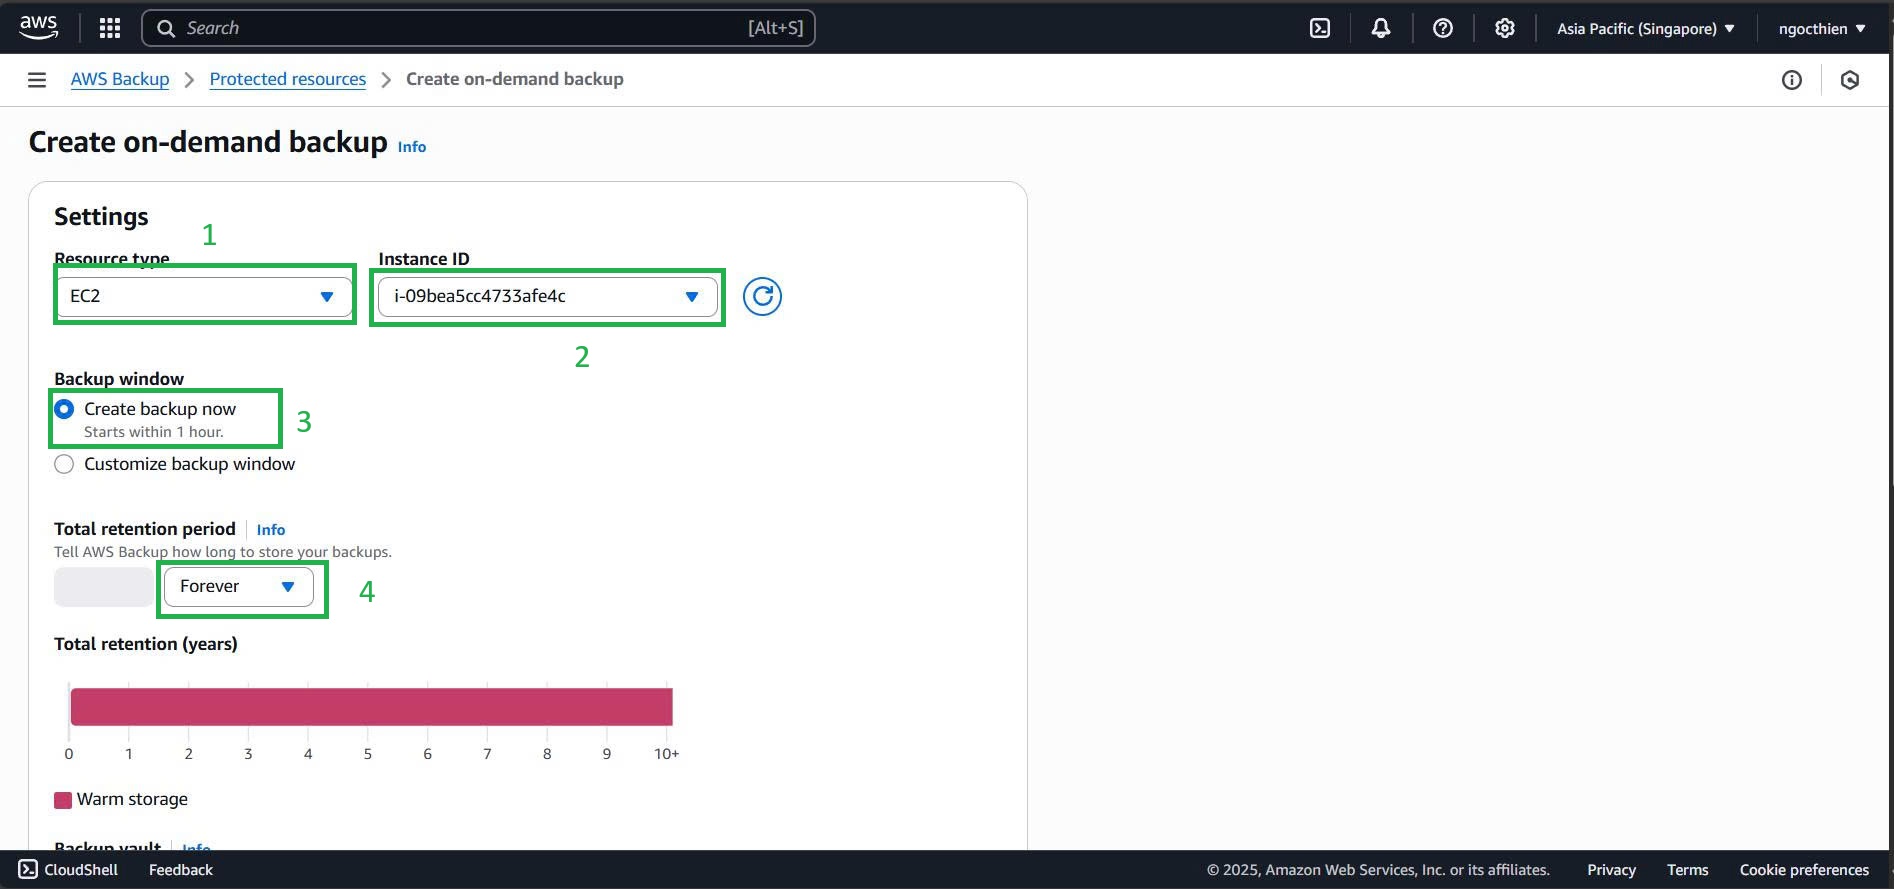 aws
Search [Alt+S] Asia Pacific (Singapore) ngocthien
AWS Backup Protected resources Create on-demand backup
Create on-demand backup Info
Settings
1
Resource type Instance ID
EC2 i-09bea5cc4733afe4c
2
Backup window
Create backup now
3
Starts within 1 hour.
Customize backup window
Total retention period Info
Tell AWS Backup how long to store your backups.
Forever 4
Total retention (years)
0 1 2 3 4 5 6 7 8 9 10+
Warm storage
Backup vault Info
CloudShell Feedback © 2025, Amazon Web Services, Inc. or its affiliates. Privacy Terms Cookie preferences